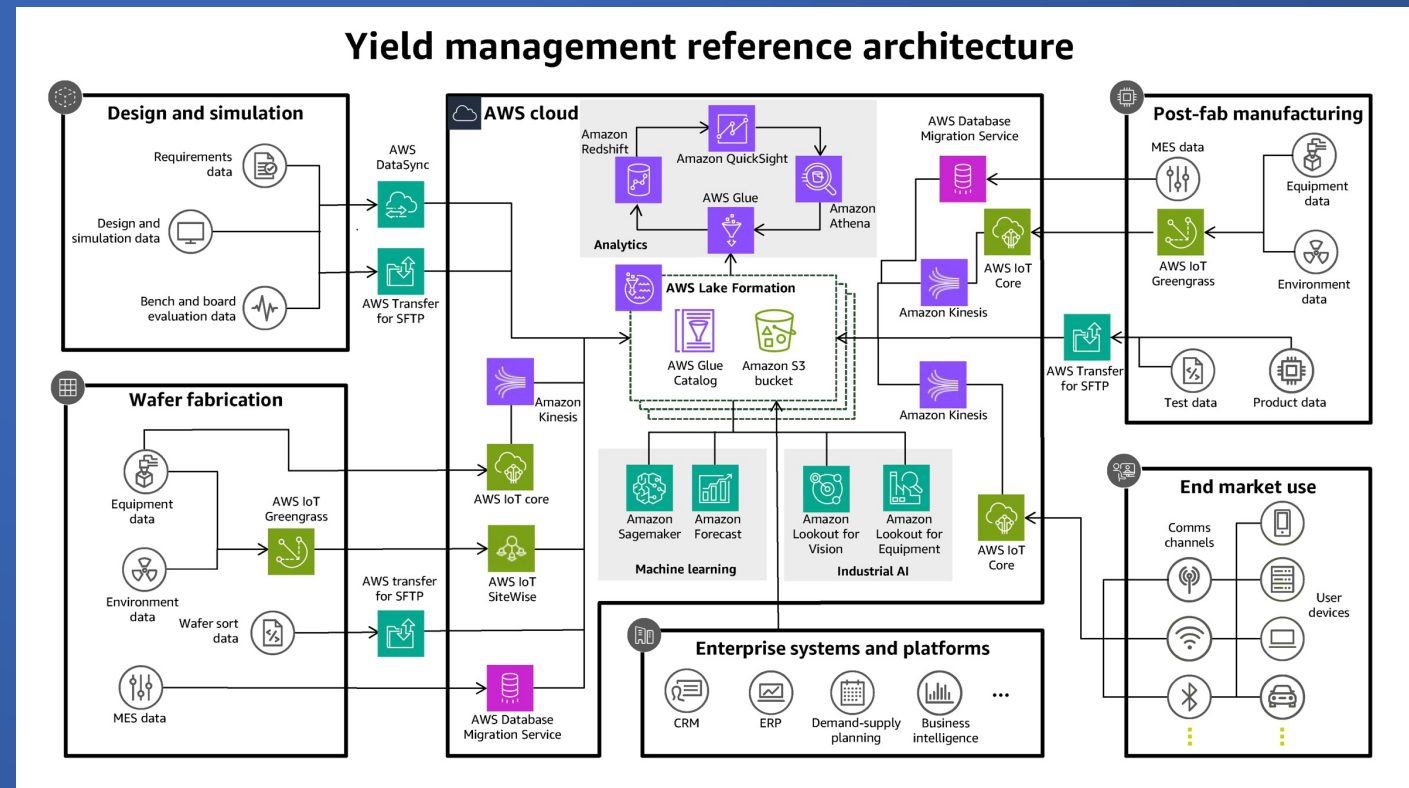 Yield management reference architecture
Design and simulation
Requirements
data
Design and
simulation data
Bench and board
evaluation data
AWS
DataSync
AWS Transfer
for SFTP
Wafer fabrication
Equipment
data
AWS IoT
Greengrass
Environment
data
Wafer sort
data
MES data
AWS transfer
for SFTP
AWS cloud
Amazon
Redshift
Amazon QuickSight
AWS Glue
Amazon
Athena
Analytics
AWS Lake Formation
AWS Glue
Catalog
Amazon S3
bucket
Amazon
Kinesis
AWS IoT core
AWS IoT
SiteWise
AWS Database
Migration Service
Amazon
Sagemaker
Amazon
Forecast
Machine learning
Amazon
Lookout for
Vision
Amazon
Lookout for
Equipment
Industrial AI
AWS Database
Migration Service
AWS IoT
Core
Amazon Kinesis
Amazon Kinesis
AWS IoT
Core
Post-fab manufacturing
MES data
Equipment
data
AWS IoT
Greengrass
Environment
data
AWS Transfer
for SFTP
Test data
Product data
Enterprise systems and platforms
CRM
ERP
Demand-supply
planning
Business
intelligence
...
End market use
Comms
channels
User
devices